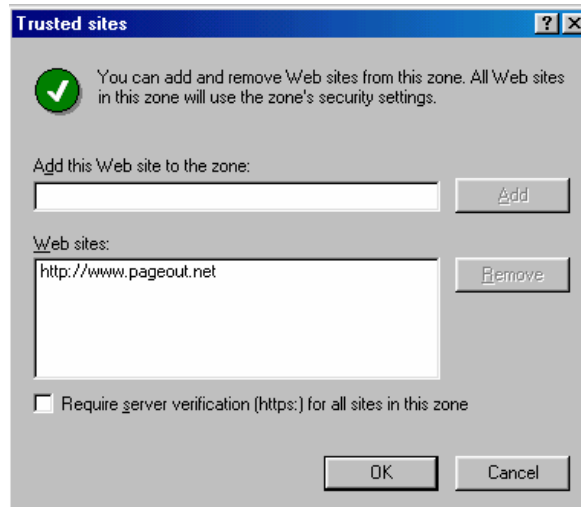 Trusted sites
You can add and remove Web sites from this zone. All Web sites
in this zone will use the zone's security settings.
Add this Web site to the zone:
Add
Web sites:
http://www.pageout.net
Remove
Require server verification (https:) for all sites in this zone
OK
Cancel